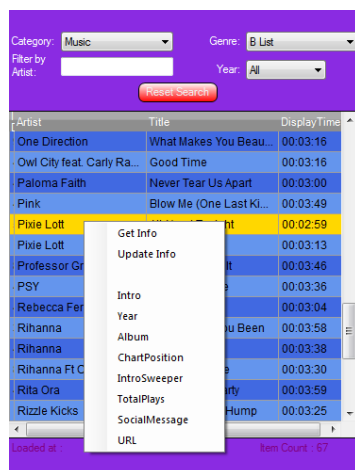 Category: Music Genre: B List
Filter by Artist: Year: All
Reset Search
Artist Title DisplayTime
One Direction What Makes You Beau... 00:03:16
Owl City feat. Carly Ra... Good Time 00:03:16
Paloma Faith Never Tear Us Apart 00:03:00
Pink Blow Me (One Last Ki... 00:03:49
Pixie Lott 00:02:59
Pixie Lott 00:03:13
Professor Gr 00:03:46
PSY 00:03:36
Rebecca Fer 00:03:04
Rihanna ou Been 00:03:58
Rihanna 00:03:38
Rihanna Ft C 00:03:30
Rita Ora arty 00:03:59
Rizzle Kicks Hump 00:03:25
Get Info
Update Info
Intro
Year
Album
ChartPosition
IntroSweeper
TotalPlays
SocialMessage
URL
Loaded at : Item Count : 67